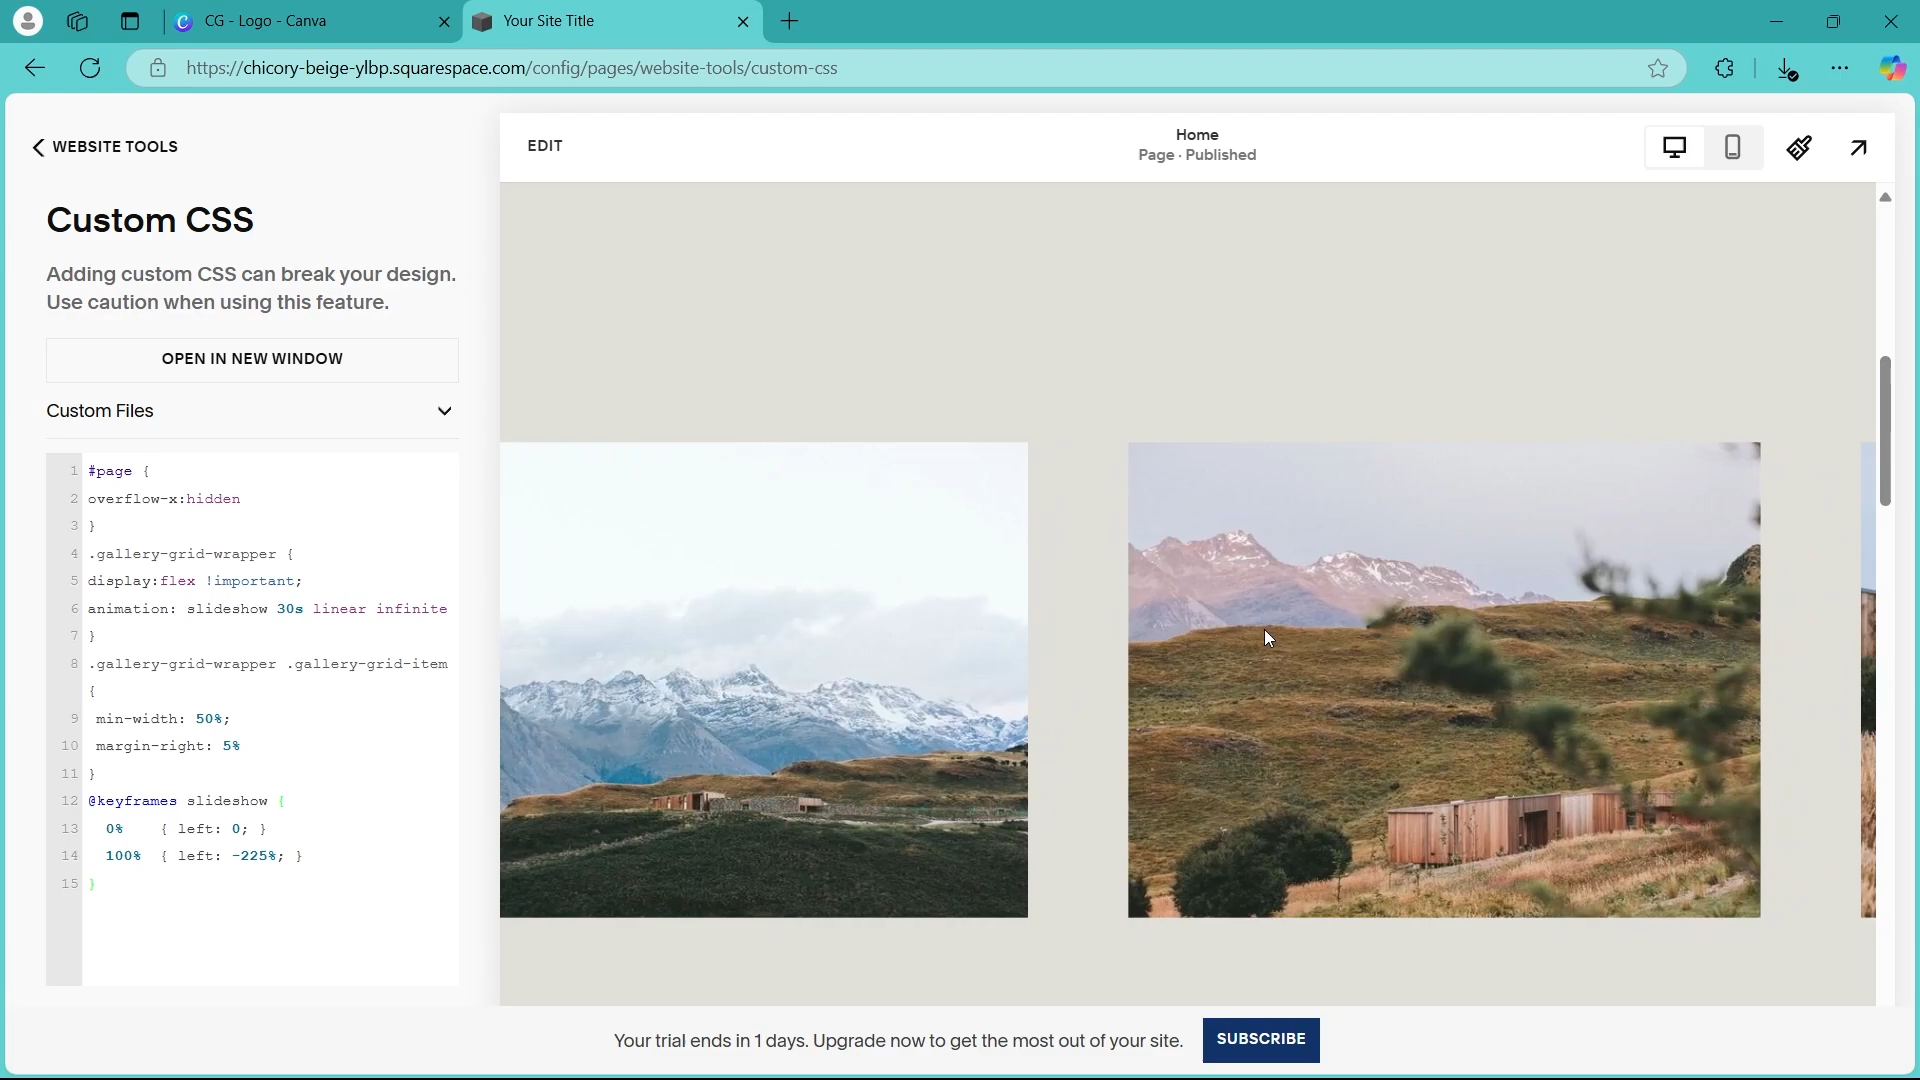 CG - Logo - Canva
Your Site Title
https://chicory-beige-ylbp.squarespace.com/config/pages/website-tools/custom-css
WEBSITE TOOLS
Custom CSS
Adding custom CSS can break your design.
Use caution when using this feature.
OPEN IN NEW WINDOW
Custom Files
1 #page {
2 overflow-x:hidden
3 }
4 .gallery-grid-wrapper {
5 display:flex !important;
6 animation: slideshow 30s linear infinite
7 }
8 .gallery-grid-wrapper .gallery-grid-item
{
9 min-width: 50%;
10 margin-right: 5%
11 }
12 @keyframes slideshow {
13 0% { left: 0; }
14 100% { left: -225%; }
15 }
EDIT
Home
Page · Published
Your trial ends in 1 days. Upgrade now to get the most out of your site.
SUBSCRIBE